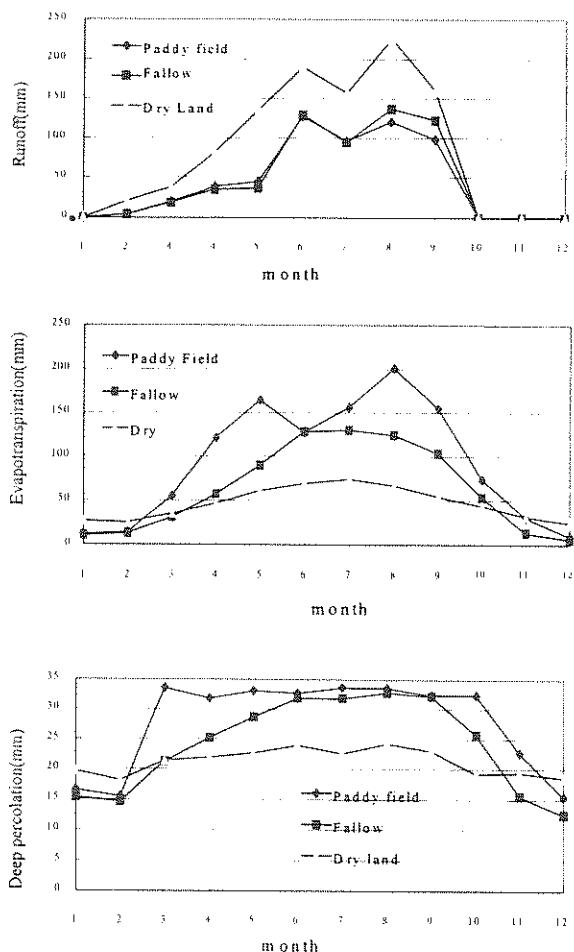 250
200
150
100
50
0
Runoff(mm)
Paddy field
Fallow
Dry Land
1 2 3 4 5 6 7 8 9 10 11 12
month
250
200
150
100
50
0
Evapotranspiration(mm)
Paddy Field
Fallow
Dry
1 2 3 4 5 6 7 8 9 10 11 12
month
35
30
25
20
15
10
5
0
Deep percolation(mm)
Paddy field
Fallow
Dry land
1 2 3 4 5 6 7 8 9 10 11 12
month